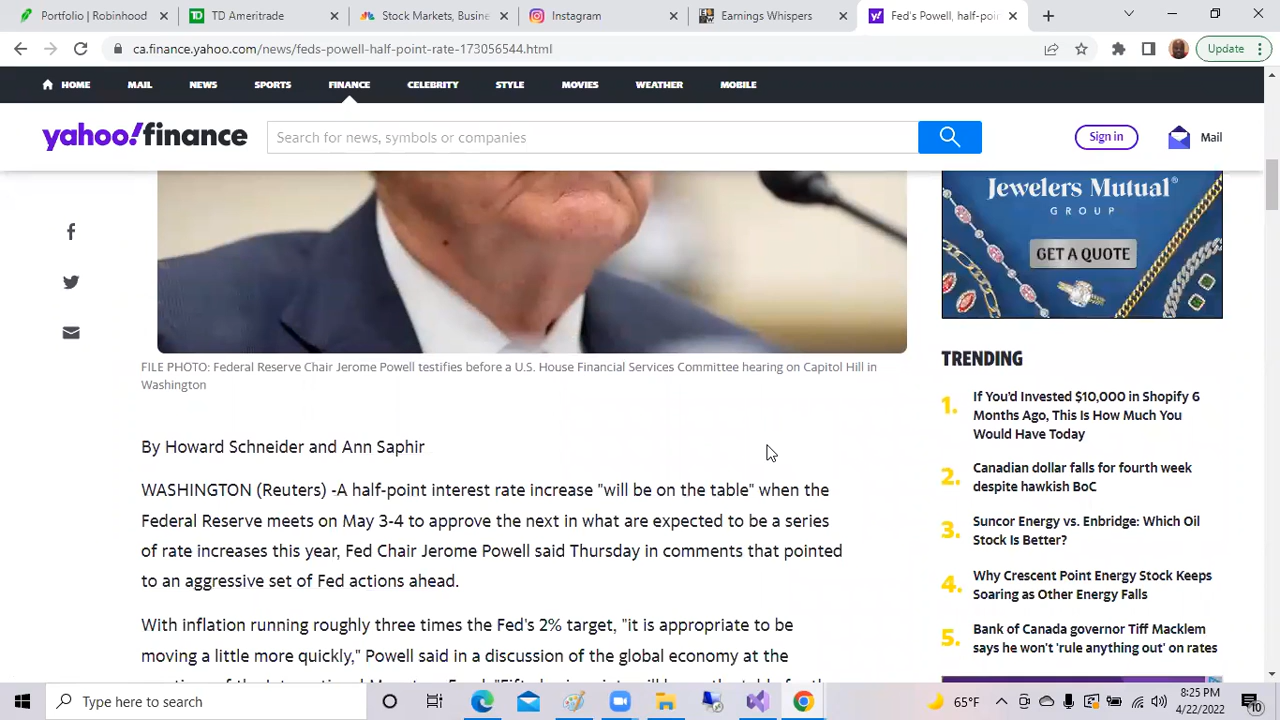 Portfolio | Robinhood
TD Ameritrade
Stock Markets, Busine
Instagram
Earnings Whispers
Fed's Powell, half-poi
ca.finance.yahoo.com/news/feds-powell-half-point-rate-173056544.html
Update
HOME
MAIL
NEWS
SPORTS
FINANCE
CELEBRITY
STYLE
MOVIES
WEATHER
MOBILE
yahoo!finance
Search for news, symbols or companies
Sign in
Mail
Jewelers Mutual®
GROUP
GET A QUOTE
FILE PHOTO: Federal Reserve Chair Jerome Powell testifies before a U.S. House Financial Services Committee hearing on Capitol Hill in
Washington
By Howard Schneider and Ann Saphir
WASHINGTON (Reuters) -A half-point interest rate increase "will be on the table" when the
Federal Reserve meets on May 3-4 to approve the next in what are expected to be a series
of rate increases this year, Fed Chair Jerome Powell said Thursday in comments that pointed
to an aggressive set of Fed actions ahead.
With inflation running roughly three times the Fed's 2% target, "it is appropriate to be
moving a little more quickly," Powell said in a discussion of the global economy at the
TRENDING
1. If You'd Invested $10,000 in Shopify 6
Months Ago, This Is How Much You
Would Have Today
2. Canadian dollar falls for fourth week
despite hawkish BoC
3. Suncor Energy vs. Enbridge: Which Oil
Stock Is Better?
4. Why Crescent Point Energy Stock Keeps
Soaring as Other Energy Falls
5. Bank of Canada governor Tiff Macklem
says he won't 'rule anything out' on rates
Type here to search
65°F
8:25 PM
4/22/2022
10